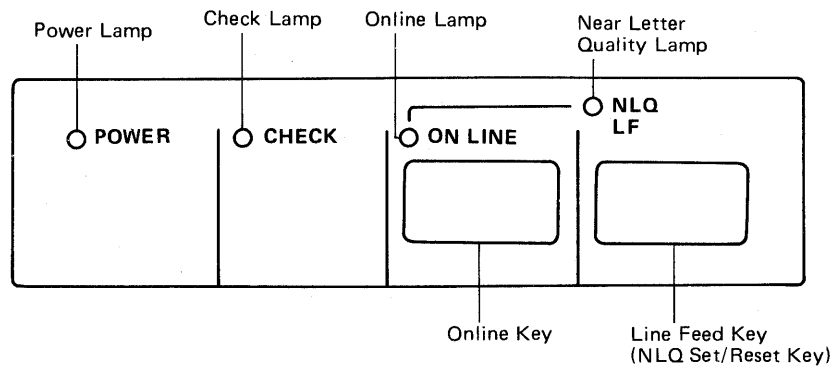 Power Lamp
Check Lamp
Online Lamp
Near Letter
Quality Lamp
POWER
CHECK
ON LINE
NLQ
LF
Online Key
Line Feed Key
(NLQ Set/Reset Key)